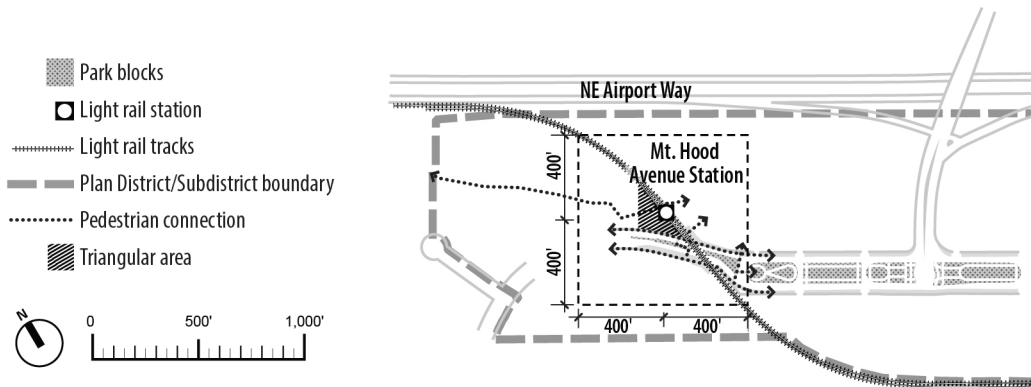 Park blocks
Light rail station
Light rail tracks
Plan District/Subdistrict boundary
Pedestrian connection
Triangular area
N
0 500' 1,000'
NE Airport Way
Mt. Hood
Avenue Station
400'
400'
400' 400'